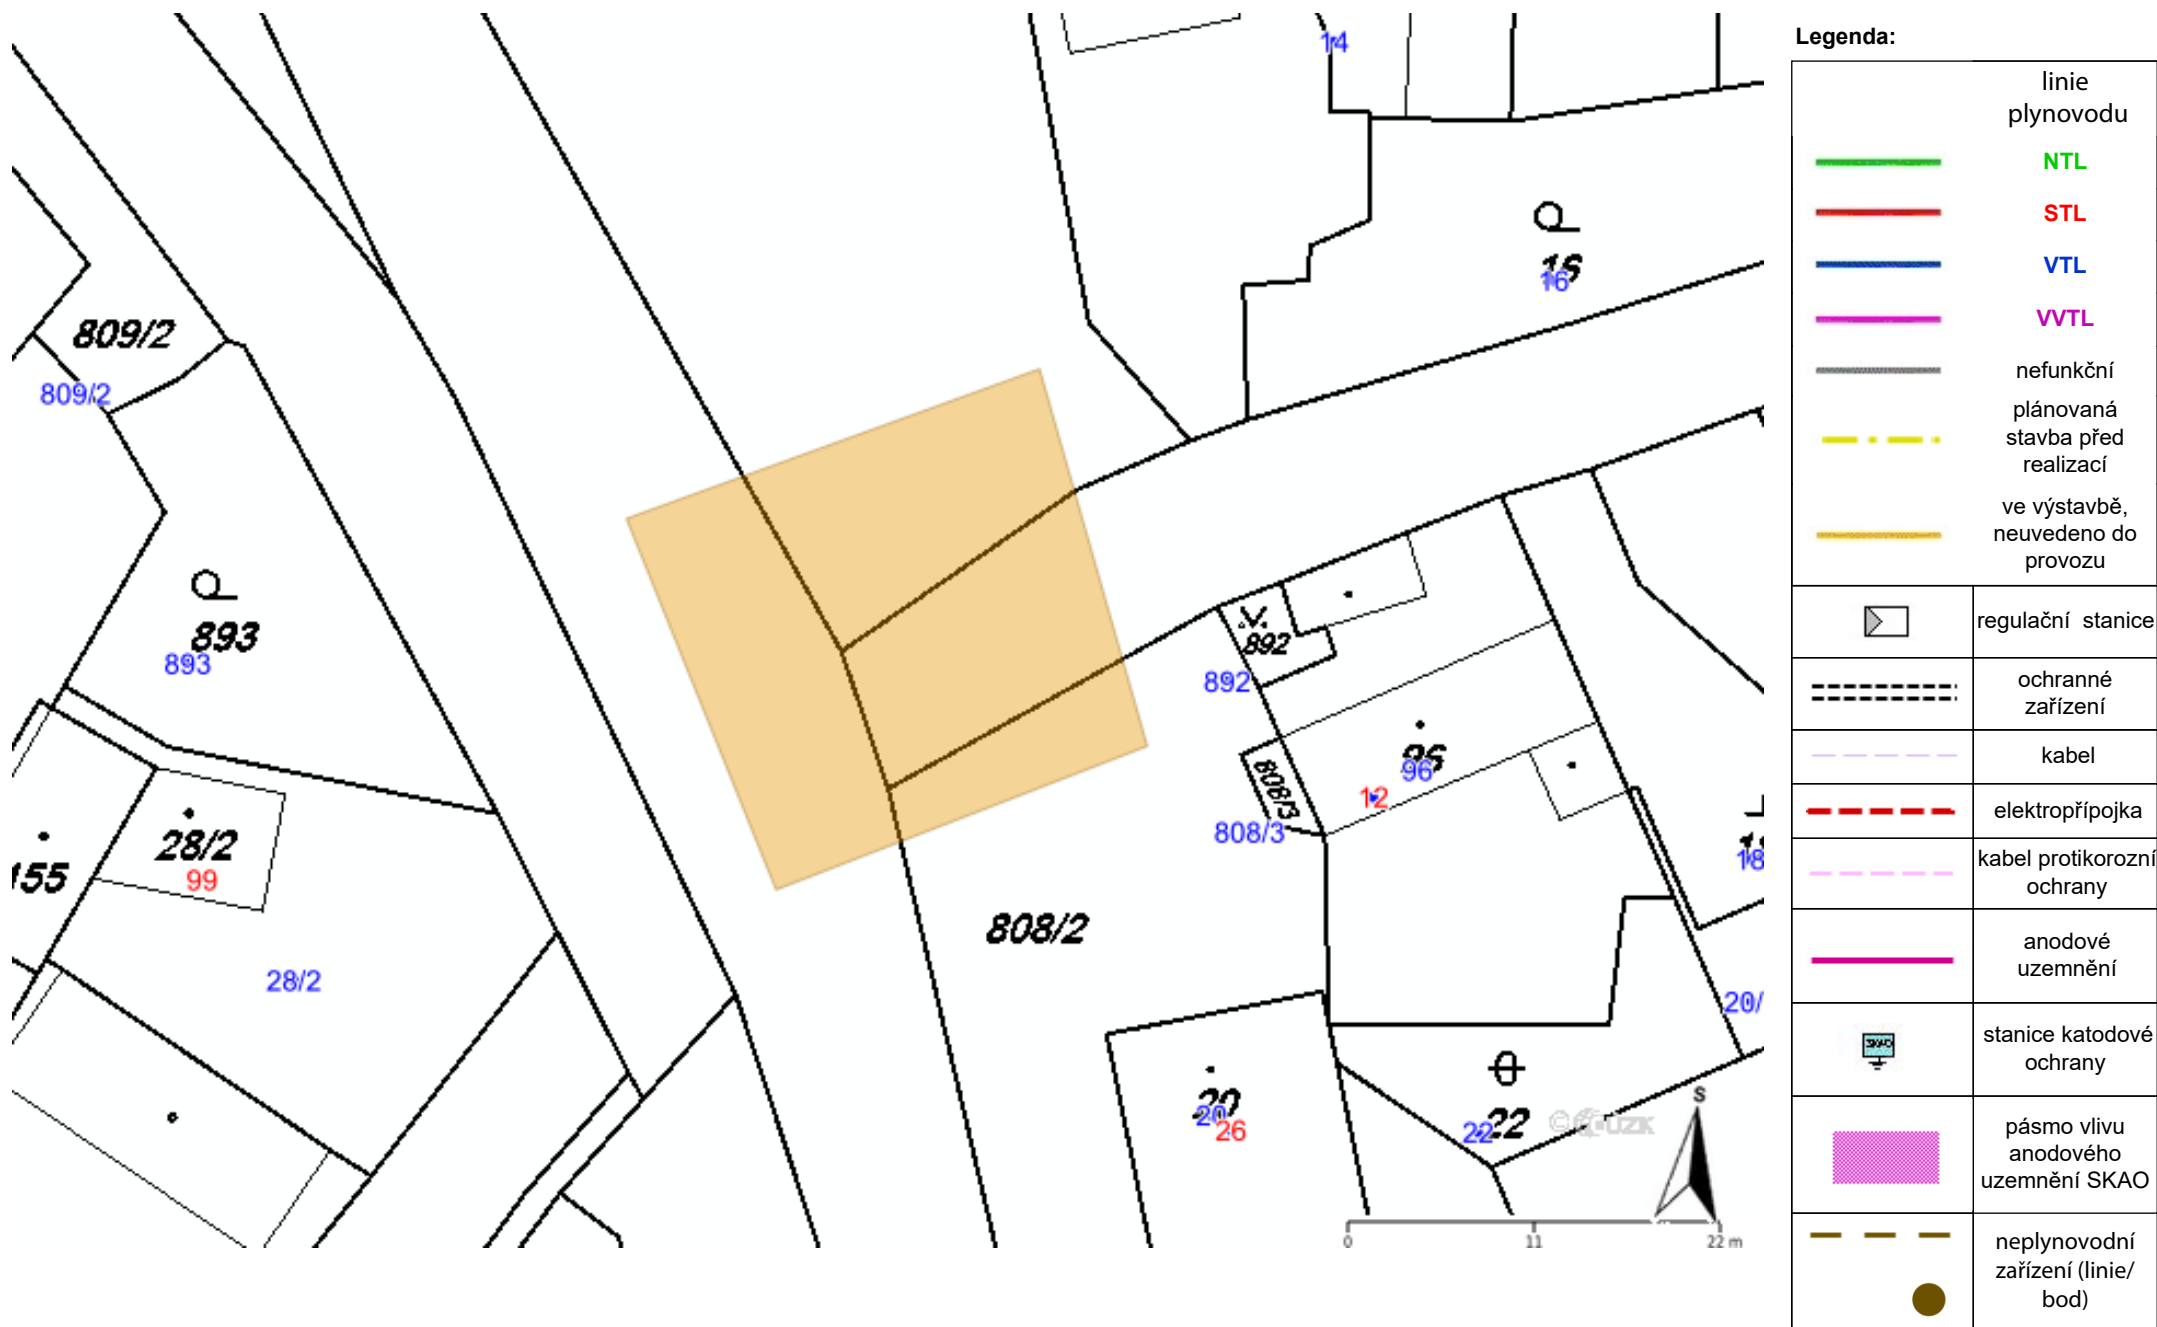 14
16
16
809/2
809/2
893
893
892
892
96
96
12
808/3
808/3
28/2
99
155
28/2
808/2
18
20/
20
20
26
22
22
S
0 11 22 m
Legenda:
linie
plynovodu
NTL
STL
VTL
VVTL
nefunkční
plánovaná
stavba před
realizací
ve výstavbě,
neuvedeno do
provozu
regulační stanice
ochranné
zařízení
kabel
elektropřípojka
kabel protikorozní
ochrany
anodové
uzemnění
SKAO
stanice katodové
ochrany
pásmo vlivu
anodového
uzemnění SKAO
neplynovodní
zařízení (linie/
bod)